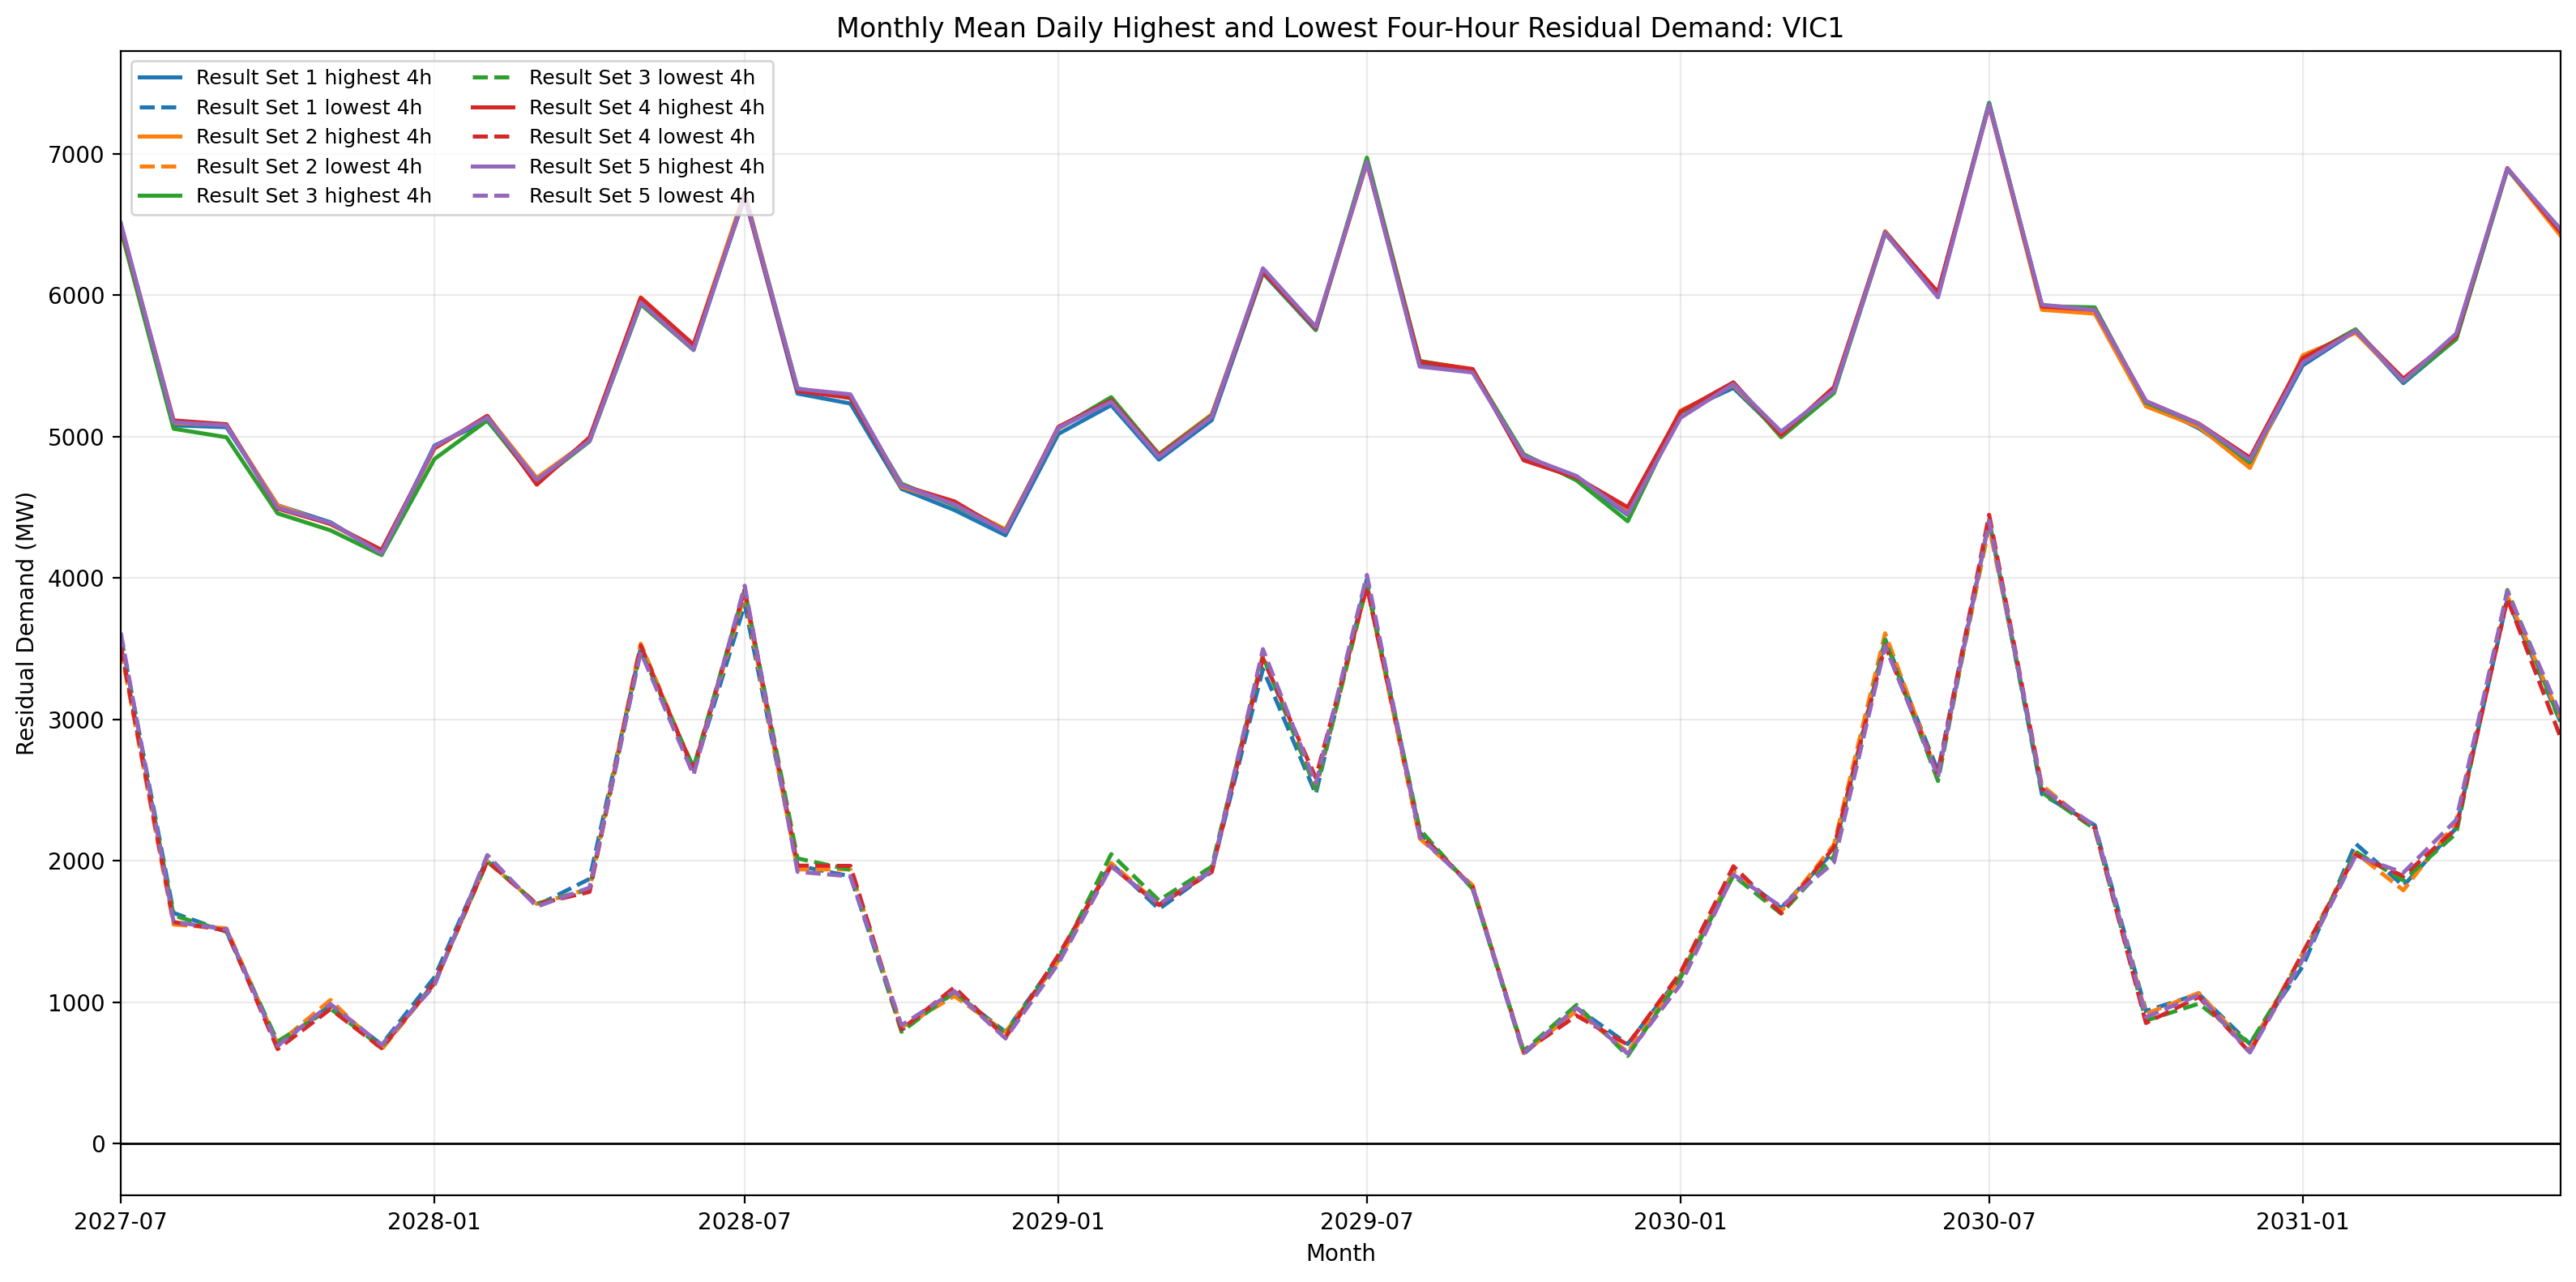 Monthly Mean Daily Highest and Lowest Four-Hour Residual Demand: VIC1
Result Set 1 highest 4h
Result Set 1 lowest 4h
Result Set 2 highest 4h
Result Set 2 lowest 4h
Result Set 3 highest 4h
Result Set 3 lowest 4h
Result Set 4 highest 4h
Result Set 4 lowest 4h
Result Set 5 highest 4h
Result Set 5 lowest 4h
Residual Demand (MW)
7000
6000
5000
4000
3000
2000
1000
0
2027-07
2028-01
2028-07
2029-01
2029-07
2030-01
2030-07
2031-01
Month